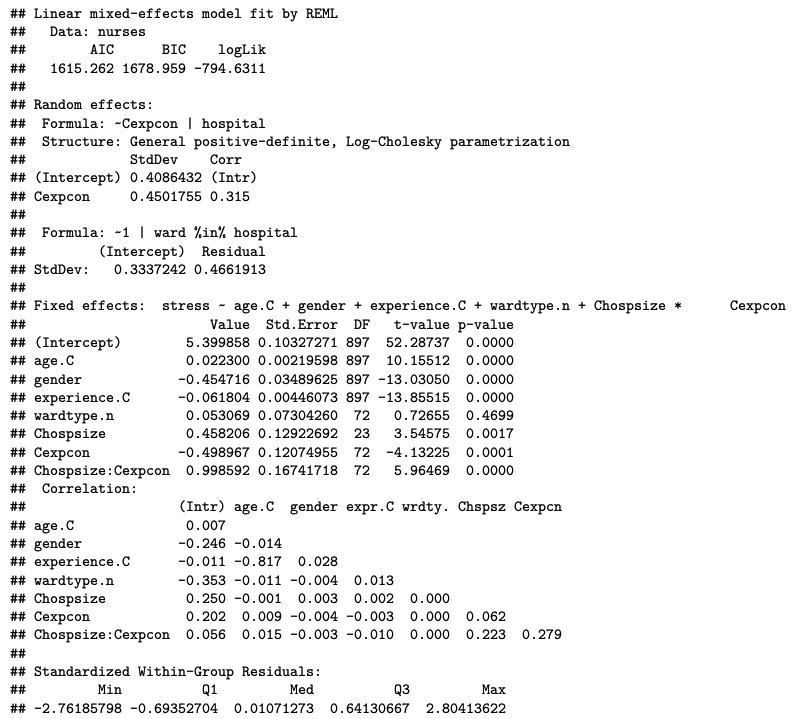 ## Linear mixed-effects model fit by REML
##   Data: nurses
##        AIC      BIC    logLik
##   1615.262 1678.959 -794.6311
##
## Random effects:
##  Formula: ~Cexpcon | hospital
##  Structure: General positive-definite, Log-Cholesky parametrization
##             StdDev    Corr
## (Intercept) 0.4086432 (Intr)
## Cexpcon     0.4501755 0.315
##
##  Formula: ~1 | ward %in% hospital
##         (Intercept)  Residual
## StdDev:   0.3337242 0.4661913
##
## Fixed effects:  stress ~ age.C + gender + experience.C + wardtype.n + Chospsize *      Cexpcon
##                       Value  Std.Error  DF   t-value p-value
## (Intercept)        5.399858 0.10327271 897  52.28737  0.0000
## age.C              0.022300 0.00219598 897  10.15512  0.0000
## gender            -0.454716 0.03489625 897 -13.03050  0.0000
## experience.C      -0.061804 0.00446073 897 -13.85515  0.0000
## wardtype.n         0.053069 0.07304260  72   0.72655  0.4699
## Chospsize          0.458206 0.12922692  23   3.54575  0.0017
## Cexpcon           -0.498967 0.12074955  72  -4.13225  0.0001
## Chospsize:Cexpcon  0.998592 0.16741718  72   5.96469  0.0000
##  Correlation:
##                   (Intr) age.C  gender expr.C wrdty. Chspsz Cexpcn
## age.C              0.007
## gender            -0.246 -0.014
## experience.C      -0.011 -0.817  0.028
## wardtype.n        -0.353 -0.011 -0.004  0.013
## Chospsize          0.250 -0.001  0.003  0.002  0.000
## Cexpcon            0.202  0.009 -0.004 -0.003  0.000  0.062
## Chospsize:Cexpcon  0.056  0.015 -0.003 -0.010  0.000  0.223  0.279
##
## Standardized Within-Group Residuals:
##         Min          Q1         Med          Q3         Max
## -2.76185798 -0.69352704  0.01071273  0.64130667  2.80413622